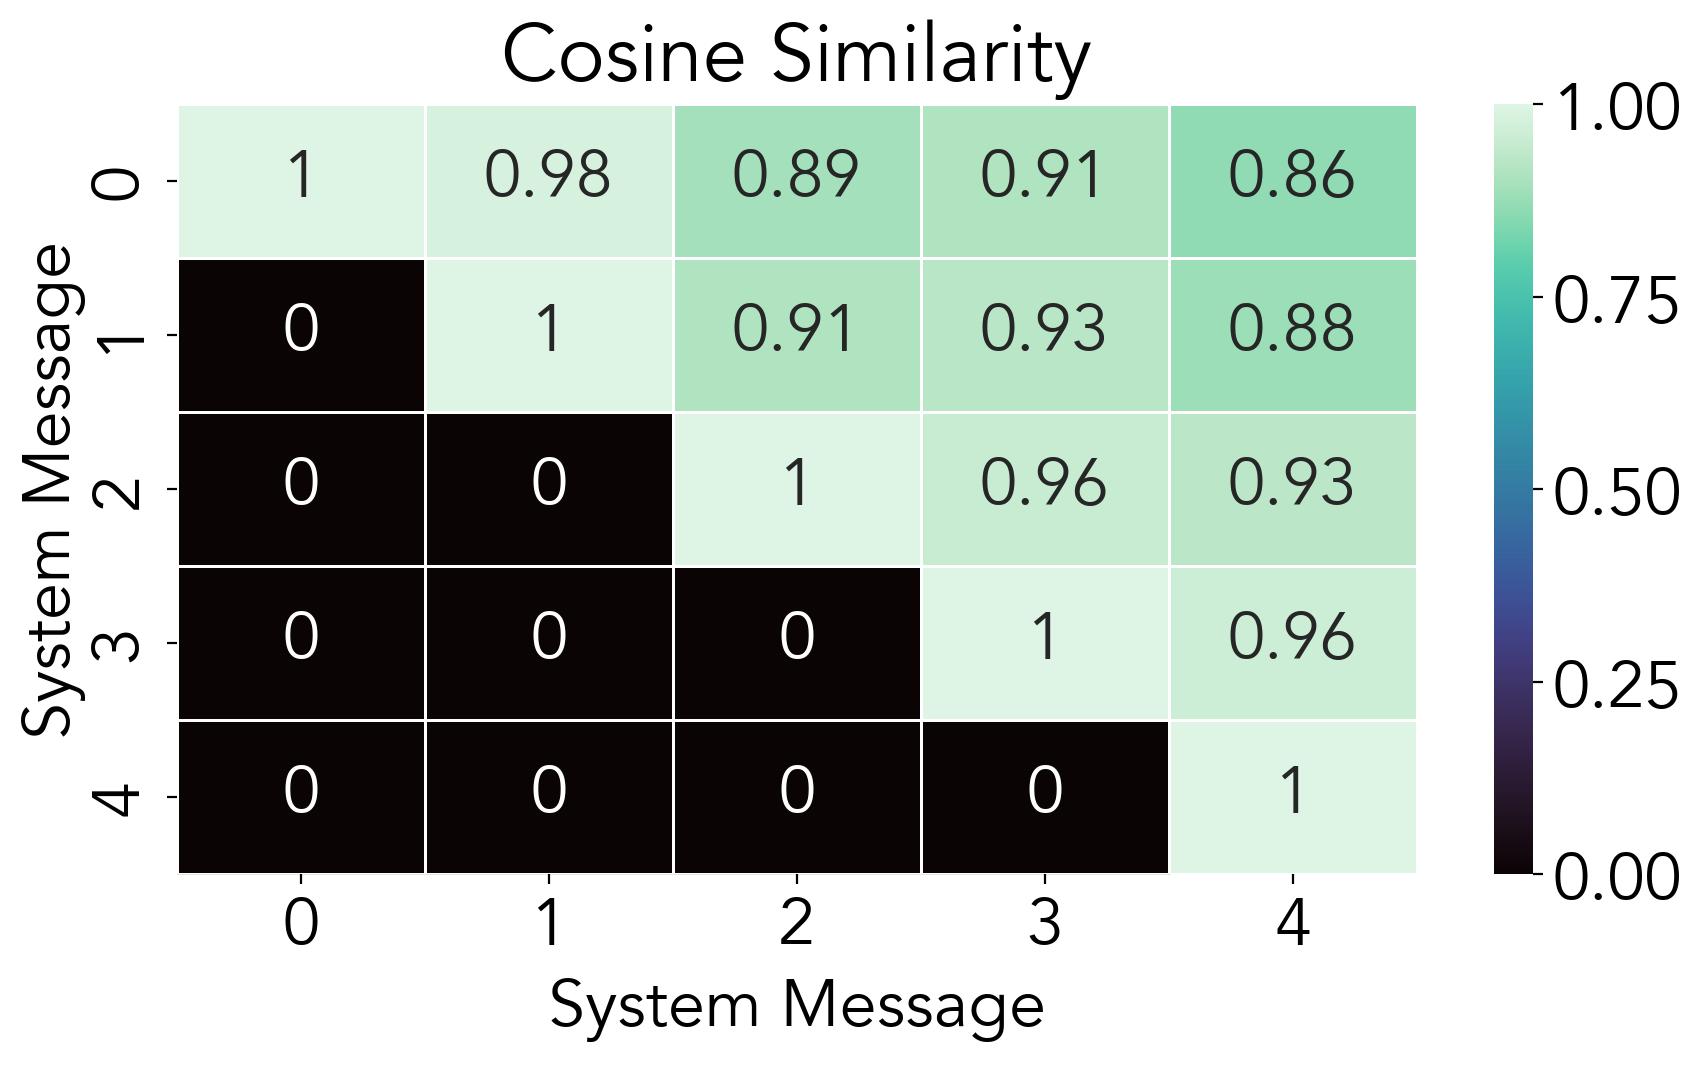 Cosine Similarity
1.00
0 1 0.98 0.89 0.91 0.86
0.75
1 0 1 0.91 0.93 0.88
System Message
0.50
2 0 0 1 0.96 0.93
0.25
3 0 0 0 1 0.96
4 0 0 0 0 1
0.00
0 1 2 3 4
System Message